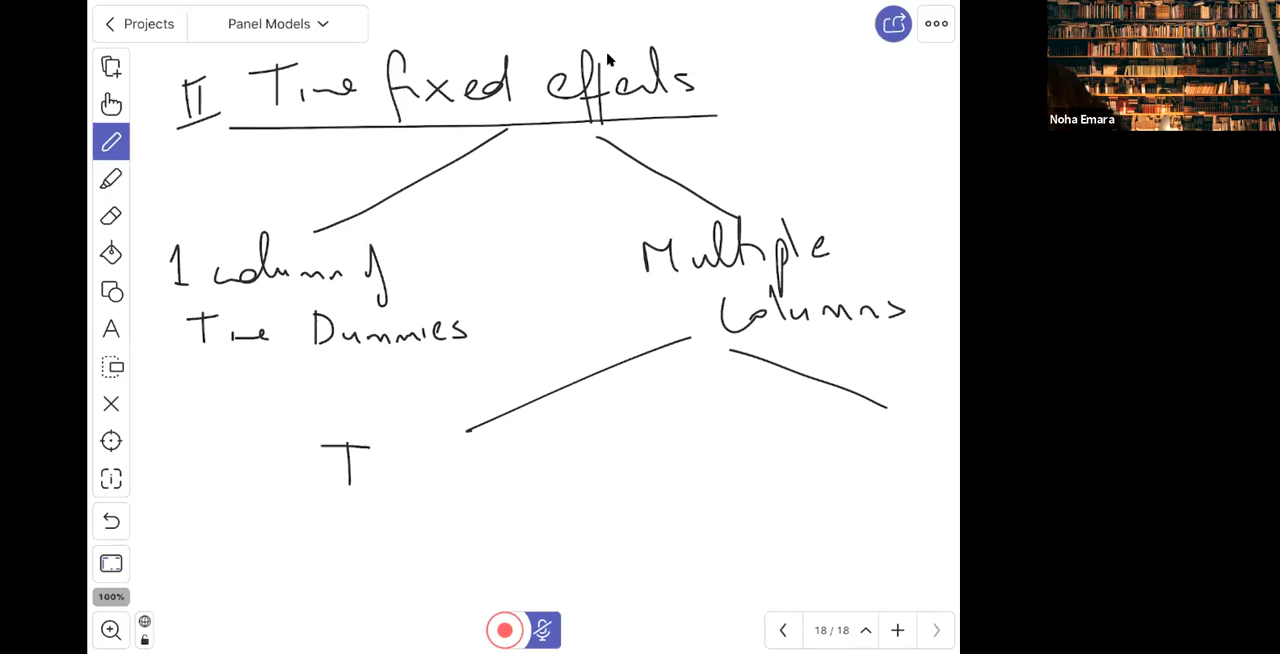 Projects
Panel Models
II Time fixed effects
1 column of
Time Dummies
Multiple
Columns
T
A
100%
18 / 18
Noha Emara